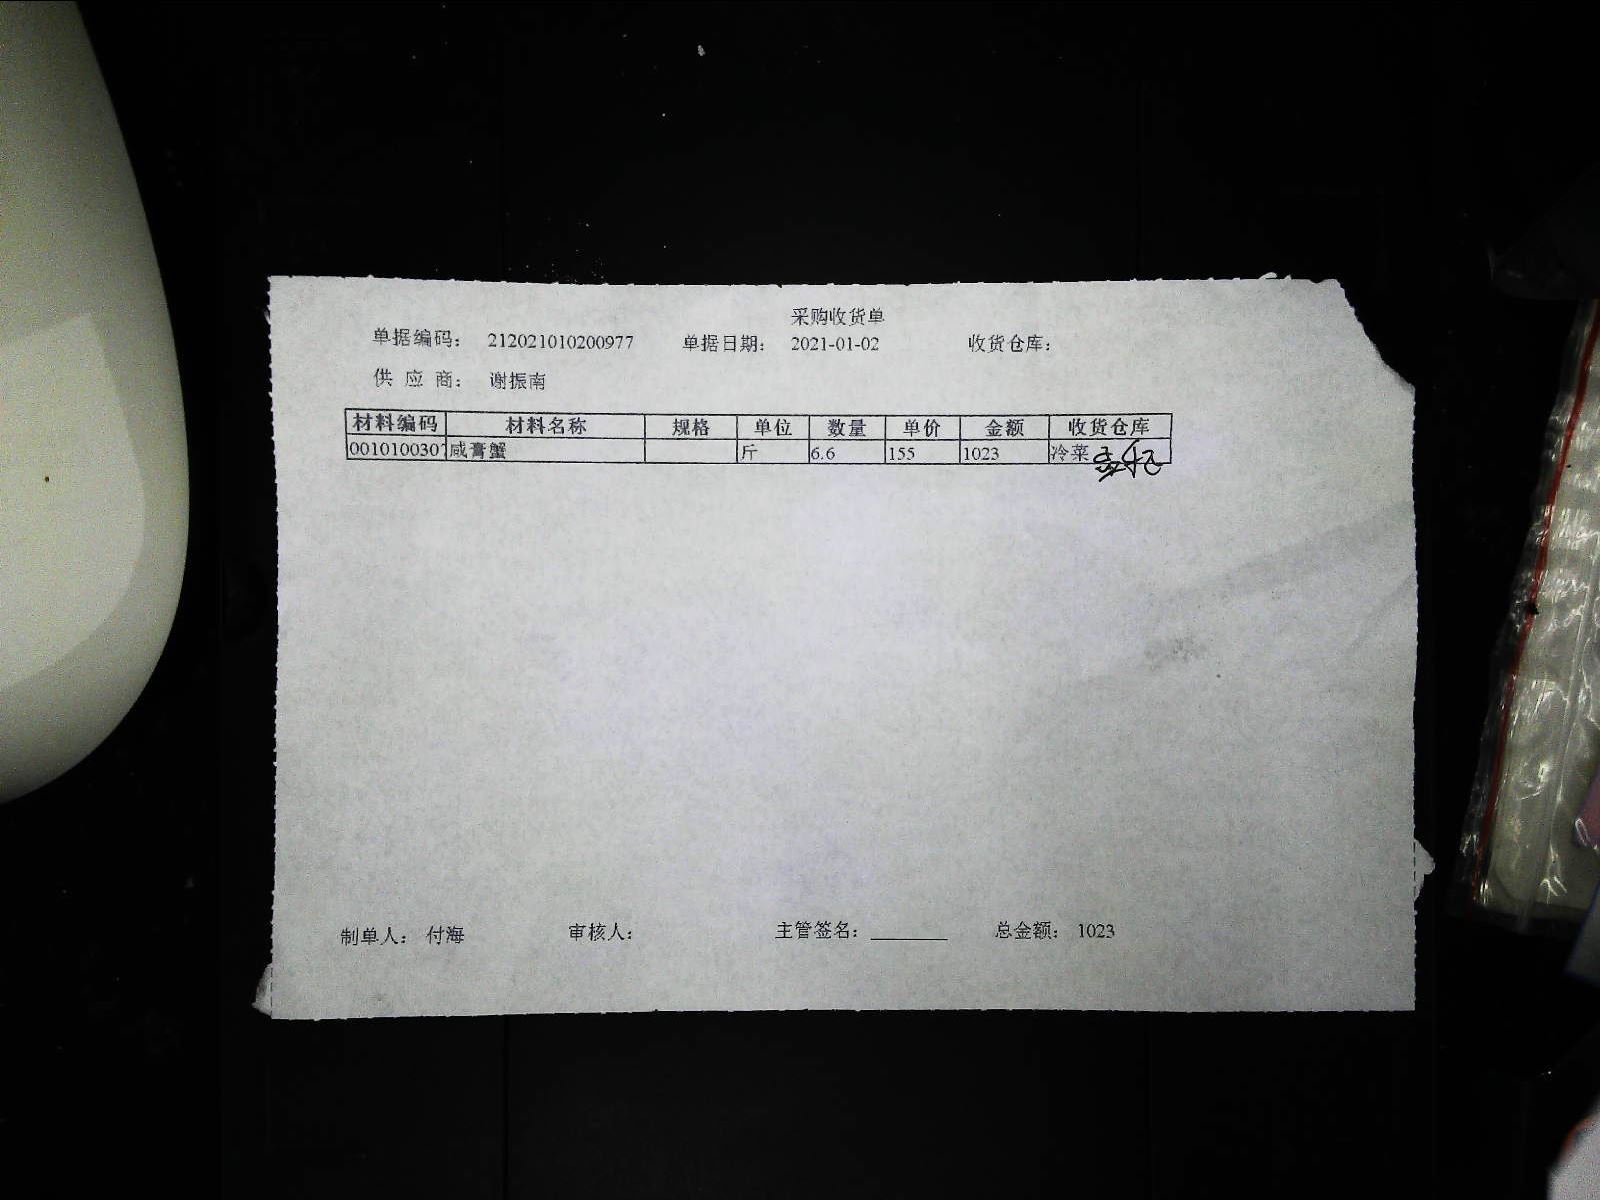 采购收货单
单据编码： 212021010200977 单据日期： 2021-01-02 收货仓库：
供 应 商： 谢振南
材料编码 材料名称 规格 单位 数量 单价 金额 收货仓库
0010100307 咸膏蟹 斤 6.6 155 1023 冷菜
制单人： 付海 审核人： 主管签名： 总金额： 1023